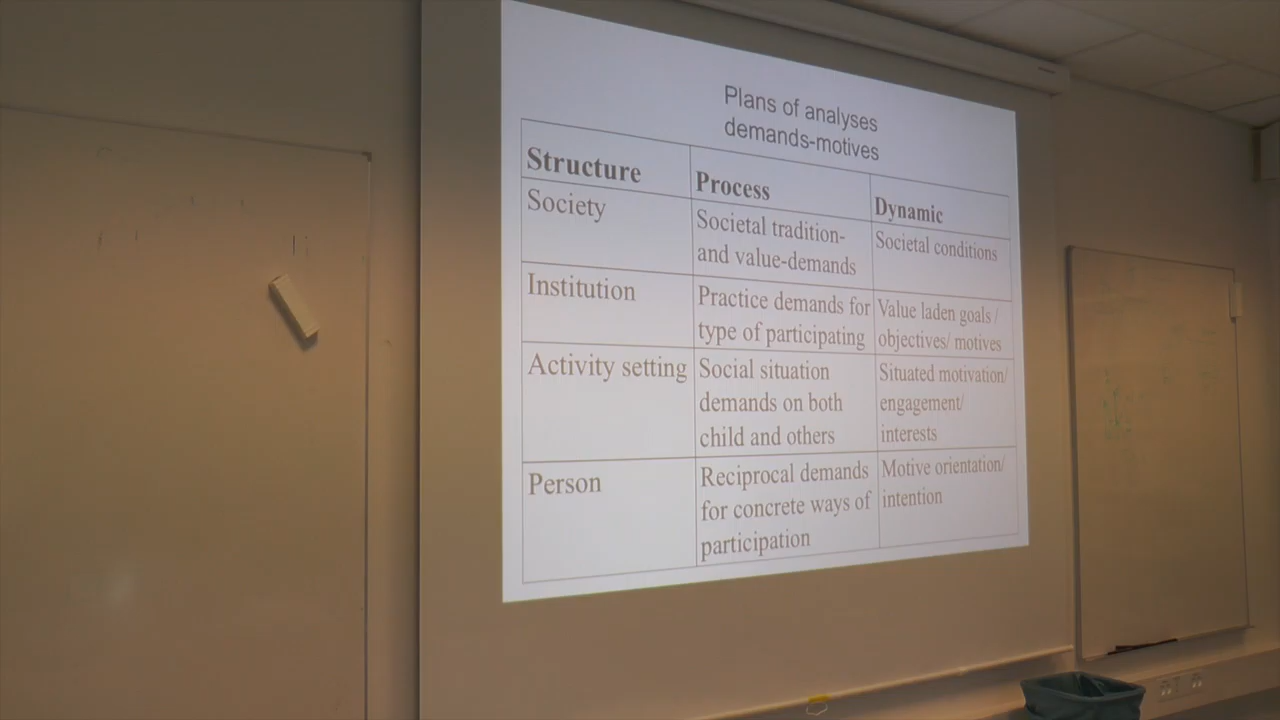 Plans of analyses
demands-motives
Structure
Process
Dynamic
Society
Societal tradition-
and value-demands
Societal conditions
Institution
Practice demands for
type of participating
Value laden goals /
objectives/ motives
Activity setting
Social situation
demands on both
child and others
Situated motivation/
engagement/
interests
Person
Reciprocal demands
for concrete ways of
participation
Motive orientation/
intention